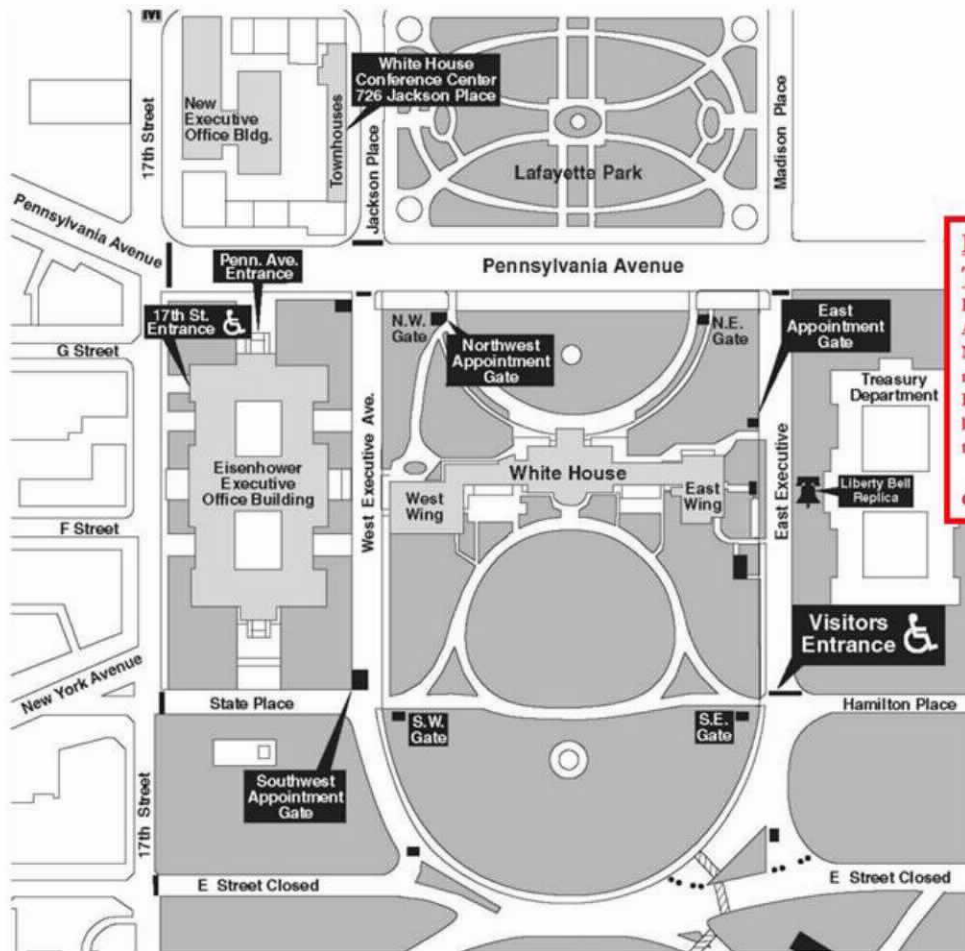 White House
Conference Center
726 Jackson Place
New
Executive
Office Bldg.
17th Street
Townhouses
Jackson Place
Lafayette Park
Madison Place
Pennsylvania Avenue
Penn. Ave.
Entrance
Pennsylvania Avenue
17th St.
Entrance
N.W.
Gate
Northwest
Appointment
Gate
N.E.
Gate
East
Appointment
Gate
G Street
Treasury
Department
West Executive Ave.
Eisenhower
Executive
Office Building
White House
West
Wing
East
Wing
East Executive
Liberty Bell
Replica
F Street
Visitors
Entrance
New York Avenue
State Place
Hamilton Place
S.W.
Gate
S.E.
Gate
Southwest
Appointment
Gate
17th Street
E Street Closed
E Street Closed